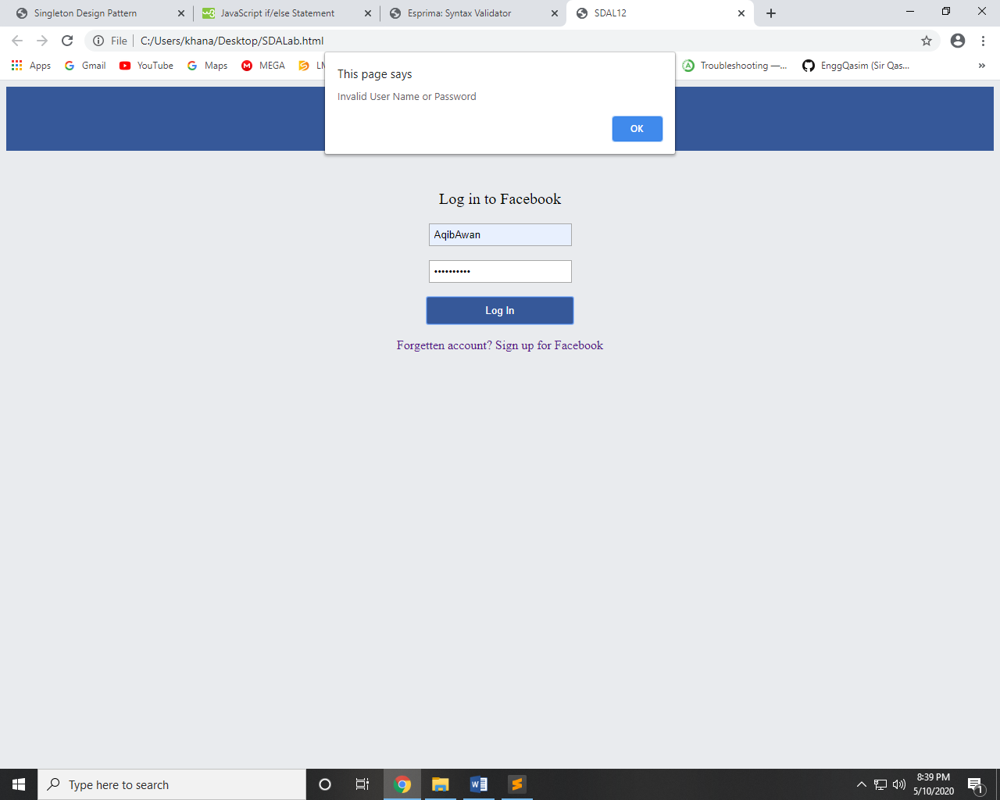 Singleton Design Pattern
JavaScript if/else Statement
Esprima: Syntax Validator
SDAL12
File
C:/Users/khana/Desktop/SDALab.html
Apps
Gmail
YouTube
Maps
MEGA
Troubleshooting —...
EnggQasim (Sir Qas...
»
This page says
Invalid User Name or Password
OK
Log in to Facebook
AqibAwan
••••••••••
Log In
Forgetten account? Sign up for Facebook
Type here to search
8:39 PM
5/10/2020
1